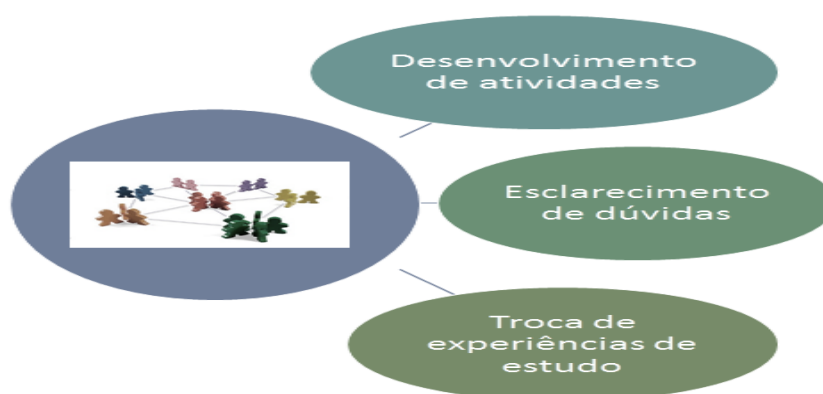 Desenvolvimento
de atividades
Esclarecimento
de dúvidas
Troca de
experiências de
estudo